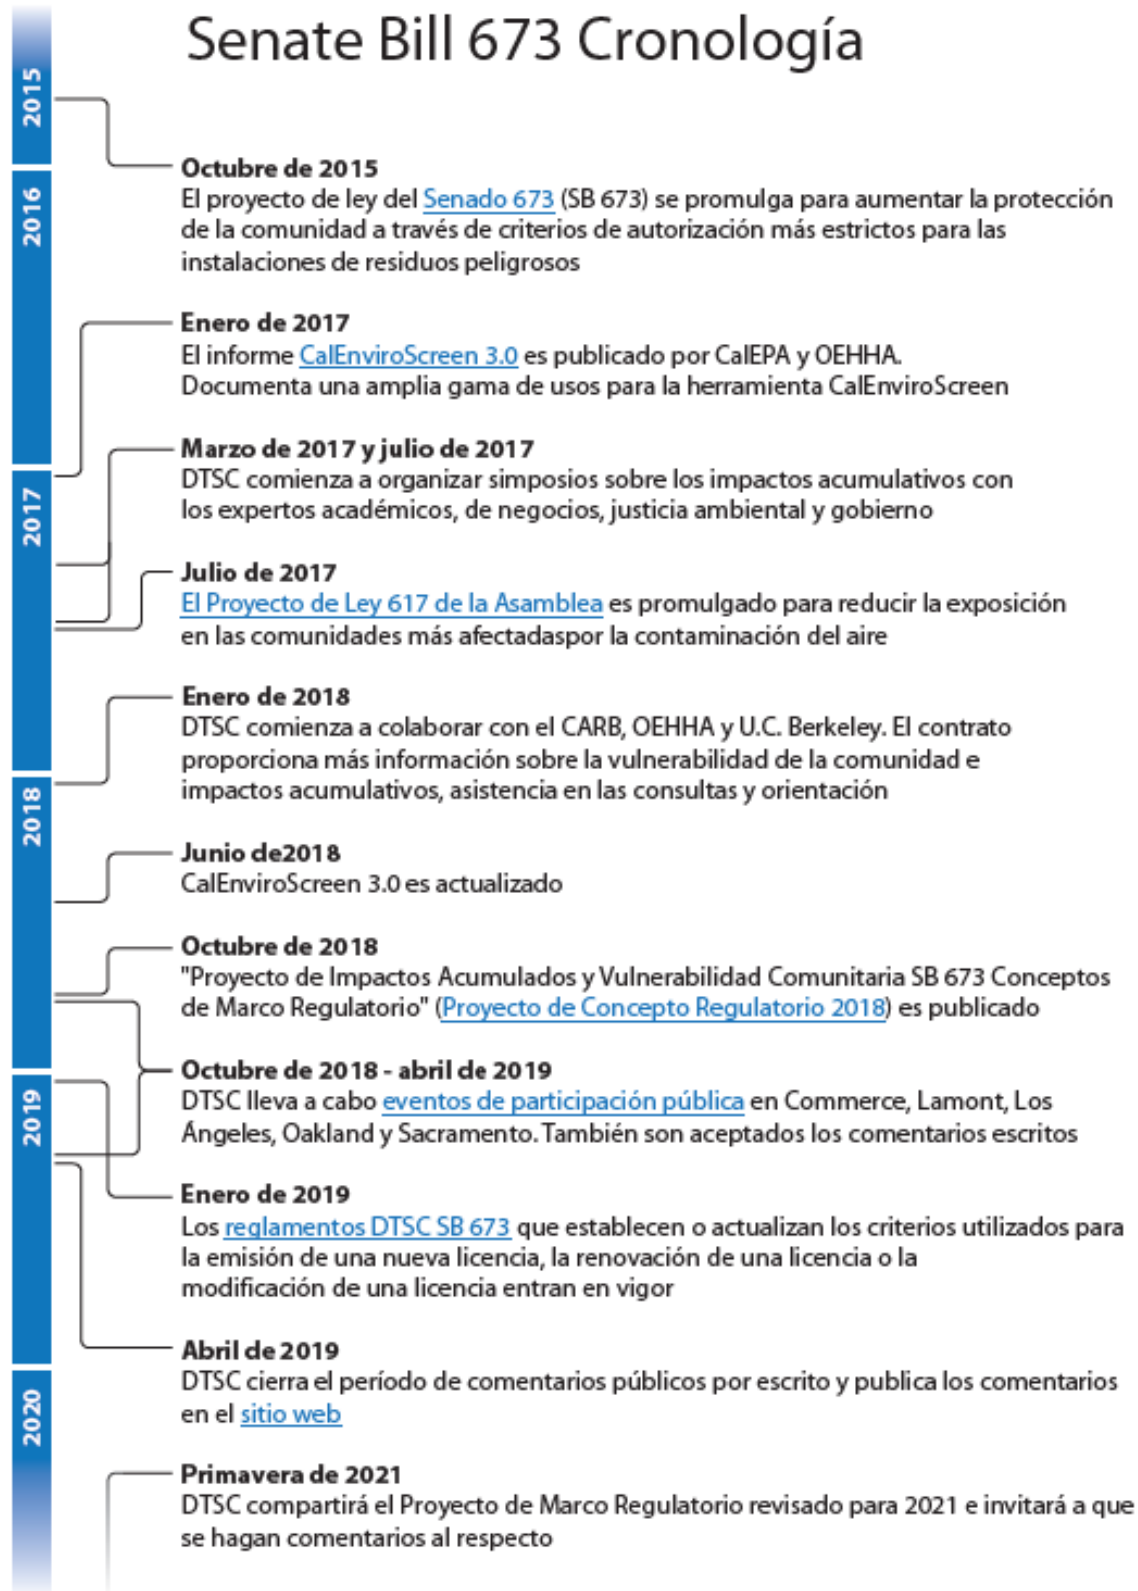 Senate Bill 673 Cronología
2015
Octubre de 2015
El proyecto de ley del Senado 673 (SB 673) se promulga para aumentar la protección
de la comunidad a través de criterios de autorización más estrictos para las
instalaciones de residuos peligrosos
2016
Enero de 2017
El informe CalEnviroScreen 3.0 es publicado por CalEPA y OEHHA.
Documenta una amplia gama de usos para la herramienta CalEnviroScreen
Marzo de 2017 y julio de 2017
DTSC comienza a organizar simposios sobre los impactos acumulativos con
los expertos académicos, de negocios, justicia ambiental y gobierno
2017
Julio de 2017
El Proyecto de Ley 617 de la Asamblea es promulgado para reducir la exposición
en las comunidades más afectadaspor la contaminación del aire
Enero de 2018
DTSC comienza a colaborar con el CARB, OEHHA y U.C. Berkeley. El contrato
proporciona más información sobre la vulnerabilidad de la comunidad e
impactos acumulativos, asistencia en las consultas y orientación
2018
Junio de2018
CalEnviroScreen 3.0 es actualizado
Octubre de 2018
"Proyecto de Impactos Acumulados y Vulnerabilidad Comunitaria SB 673 Conceptos
de Marco Regulatorio" (Proyecto de Concepto Regulatorio 2018) es publicado
Octubre de 2018 - abril de 2019
DTSC lleva a cabo eventos de participación pública en Commerce, Lamont, Los
Ángeles, Oakland y Sacramento. También son aceptados los comentarios escritos
2019
Enero de 2019
Los reglamentos DTSC SB 673 que establecen o actualizan los criterios utilizados para
la emisión de una nueva licencia, la renovación de una licencia o la
modificación de una licencia entran en vigor
Abril de 2019
DTSC cierra el período de comentarios públicos por escrito y publica los comentarios
en el sitio web
2020
Primavera de 2021
DTSC compartirá el Proyecto de Marco Regulatorio revisado para 2021 e invitará a que
se hagan comentarios al respecto